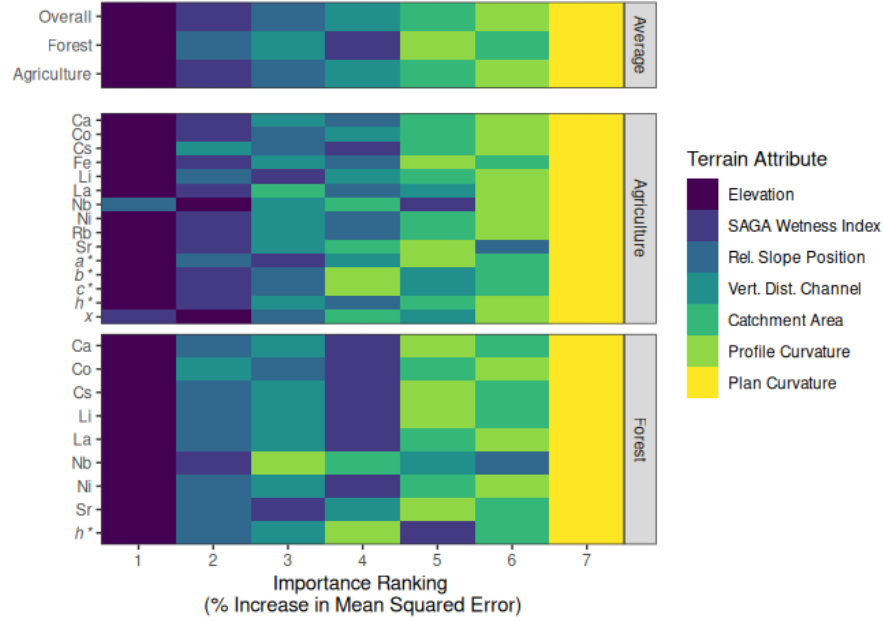 Overall
Forest
Agriculture
Average
Ca
Co
Cs
Fe
Li
La
Nb
Ni
Rb
Sr
a*
b*
c*
h*
x
Agriculture
Ca
Co
Cs
Li
La
Nb
Ni
Sr
h*
Forest
1 2 3 4 5 6 7
Importance Ranking
(% Increase in Mean Squared Error)
Terrain Attribute
Elevation
SAGA Wetness Index
Rel. Slope Position
Vert. Dist. Channel
Catchment Area
Profile Curvature
Plan Curvature